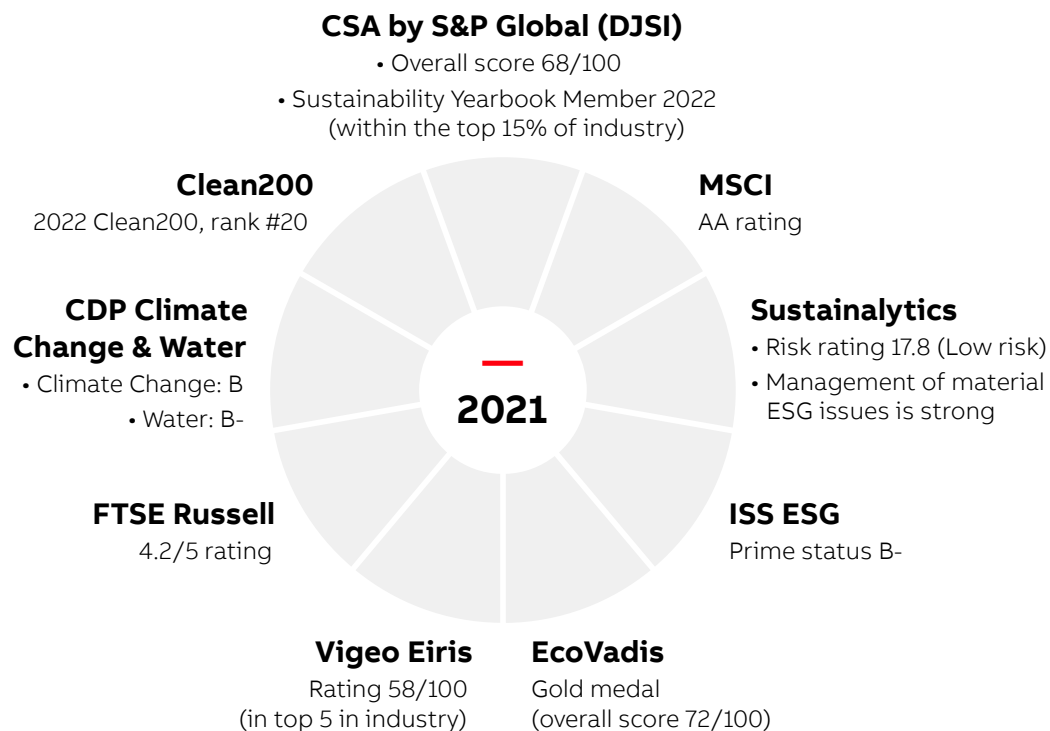 CSA by S&P Global (DJSI)
• Overall score 68/100
• Sustainability Yearbook Member 2022
(within the top 15% of industry)
MSCI
AA rating
Sustainalytics
• Risk rating 17.8 (Low risk)
• Management of material
ESG issues is strong
ISS ESG
Prime status B-
EcoVadis
Gold medal
(overall score 72/100)
Vigeo Eiris
Rating 58/100
(in top 5 in industry)
FTSE Russell
4.2/5 rating
CDP Climate
Change & Water
• Climate Change: B
• Water: B-
Clean200
2022 Clean200, rank #20
2021